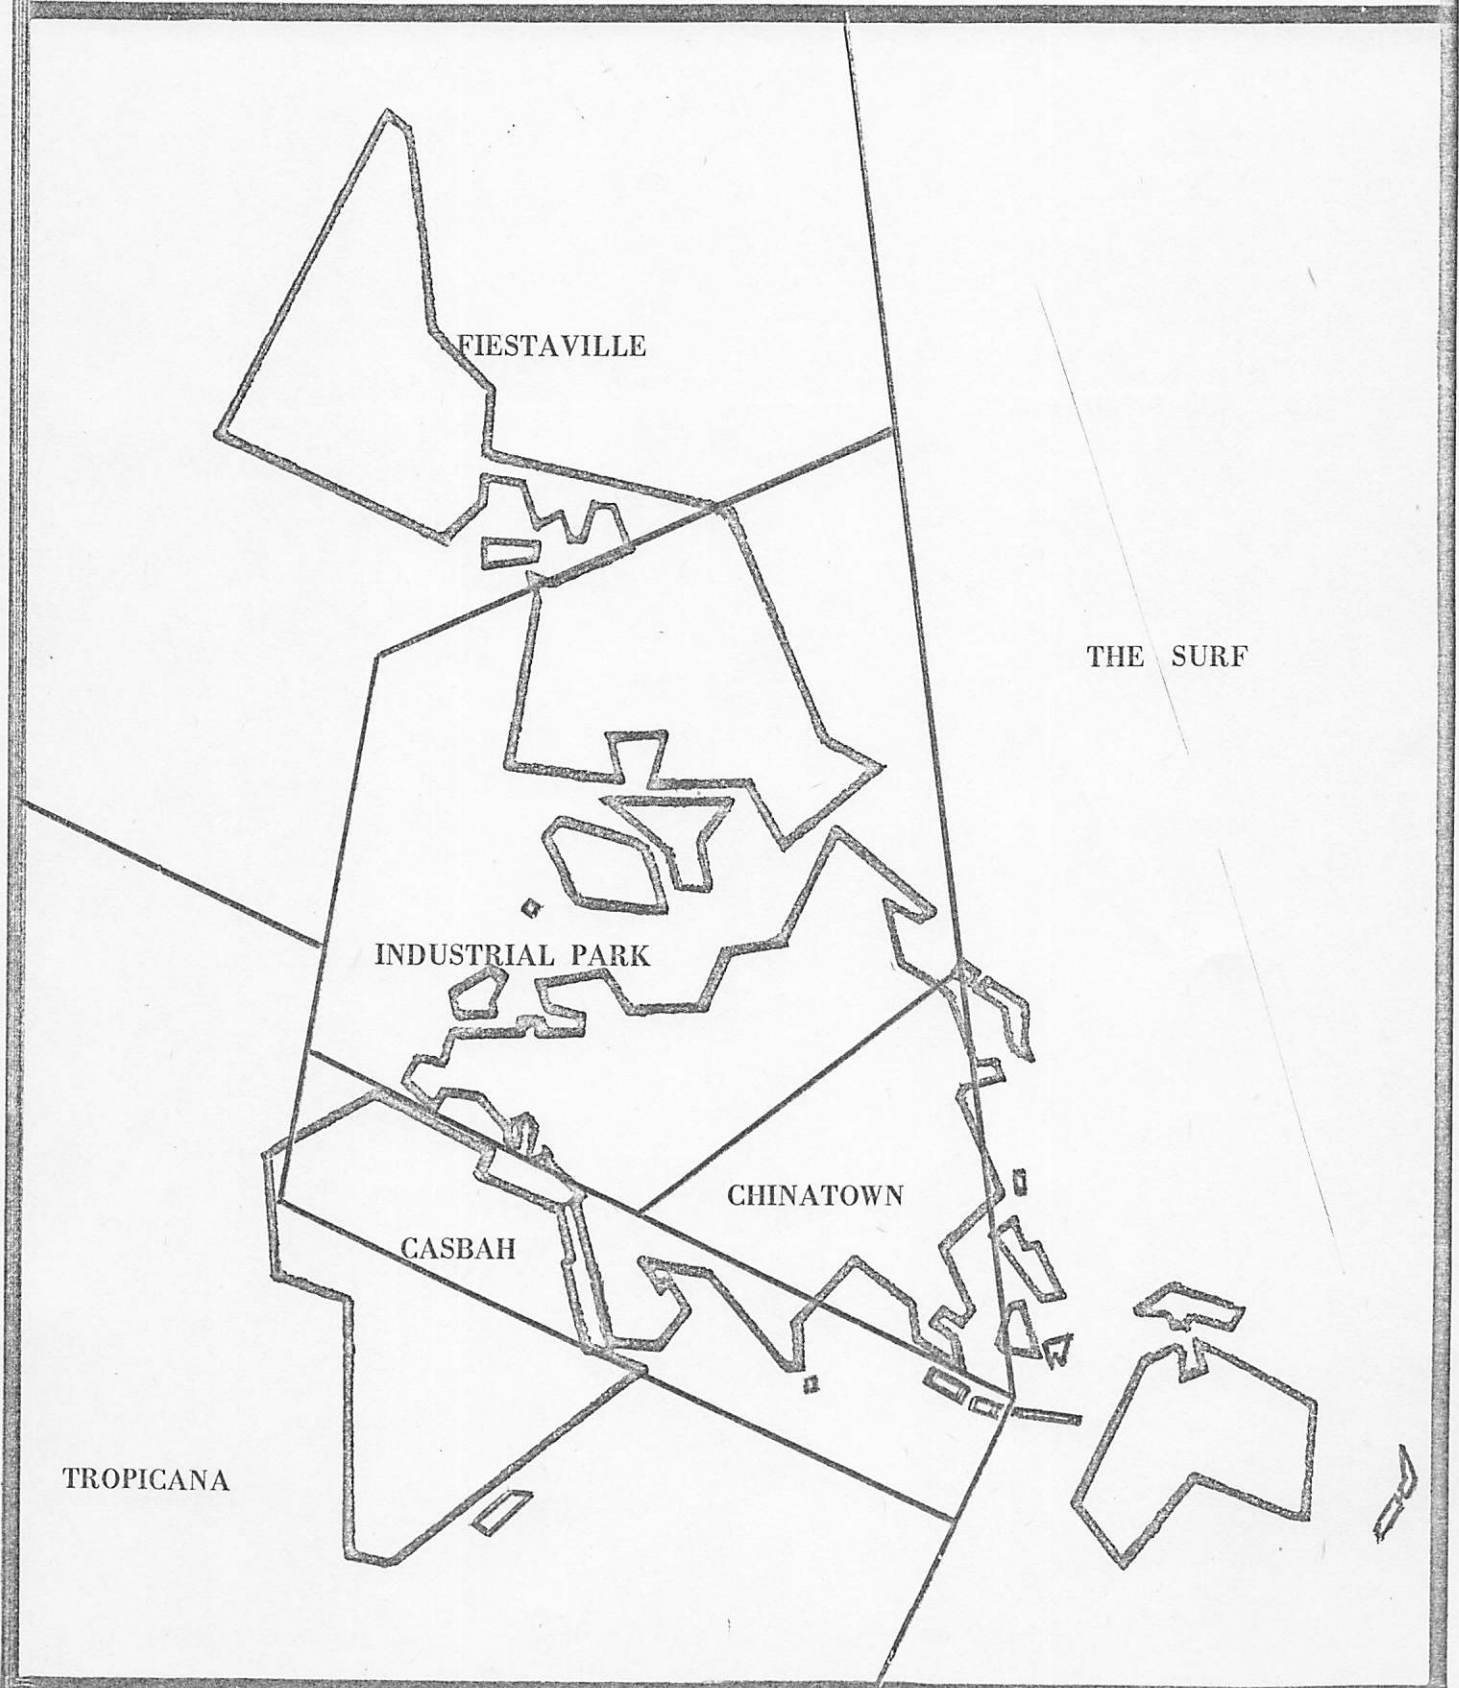 FIESTAVILLE
THE SURF
INDUSTRIAL PARK
CHINATOWN
CASBAH
TROPICANA